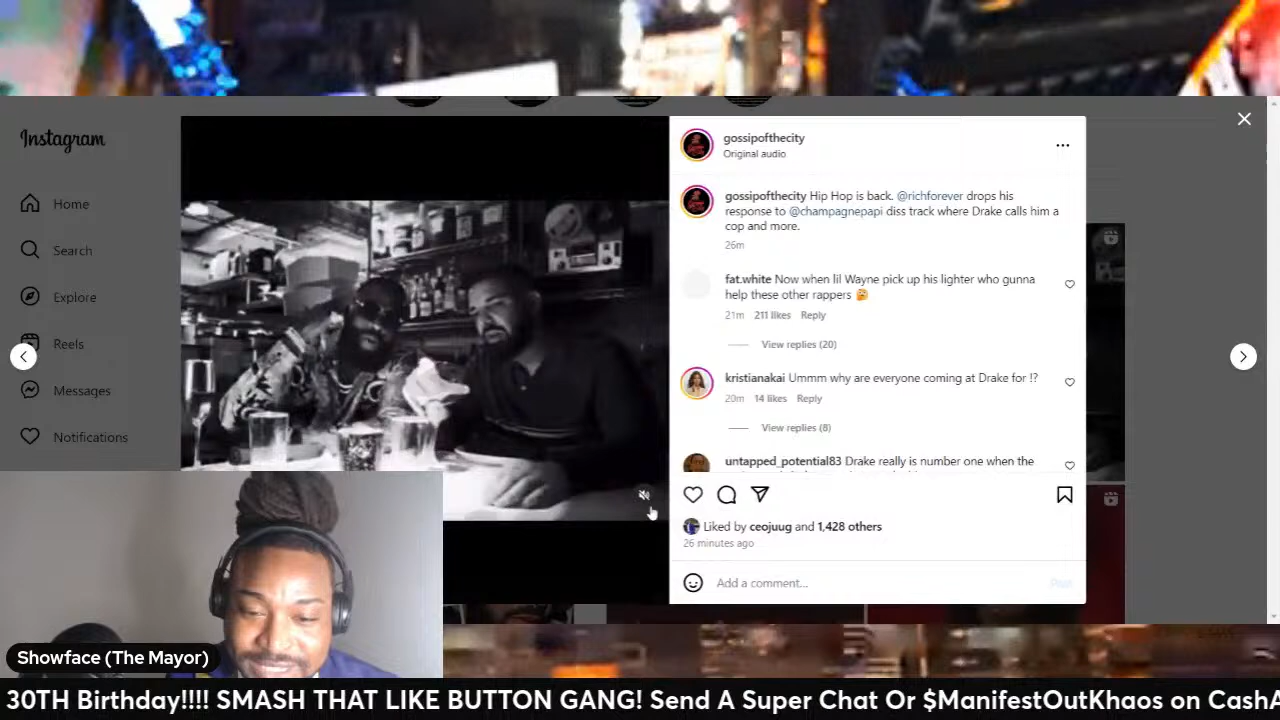 Instagram
Home
Search
Explore
Reels
Messages
Notifications
gossipofthecity
Original audio
gossipofthecity Hip Hop is back. @richforever drops his
response to @champagnepapi diss track where Drake calls him a
cop and more.
26m
fat.white Now when lil Wayne pick up his lighter who gunna
help these other rappers 🤔
21m 211 likes Reply
View replies (20)
kristianakai Ummm why are everyone coming at Drake for !?
20m 14 likes Reply
View replies (8)
untapped_potential83 Drake really is number one when the
Liked by ceojuug and 1,428 others
26 minutes ago
Add a comment...
Post
Showface (The Mayor)
30TH Birthday!!!! SMASH THAT LIKE BUTTON GANG! Send A Super Chat Or $ManifestOutKhaos on CashA